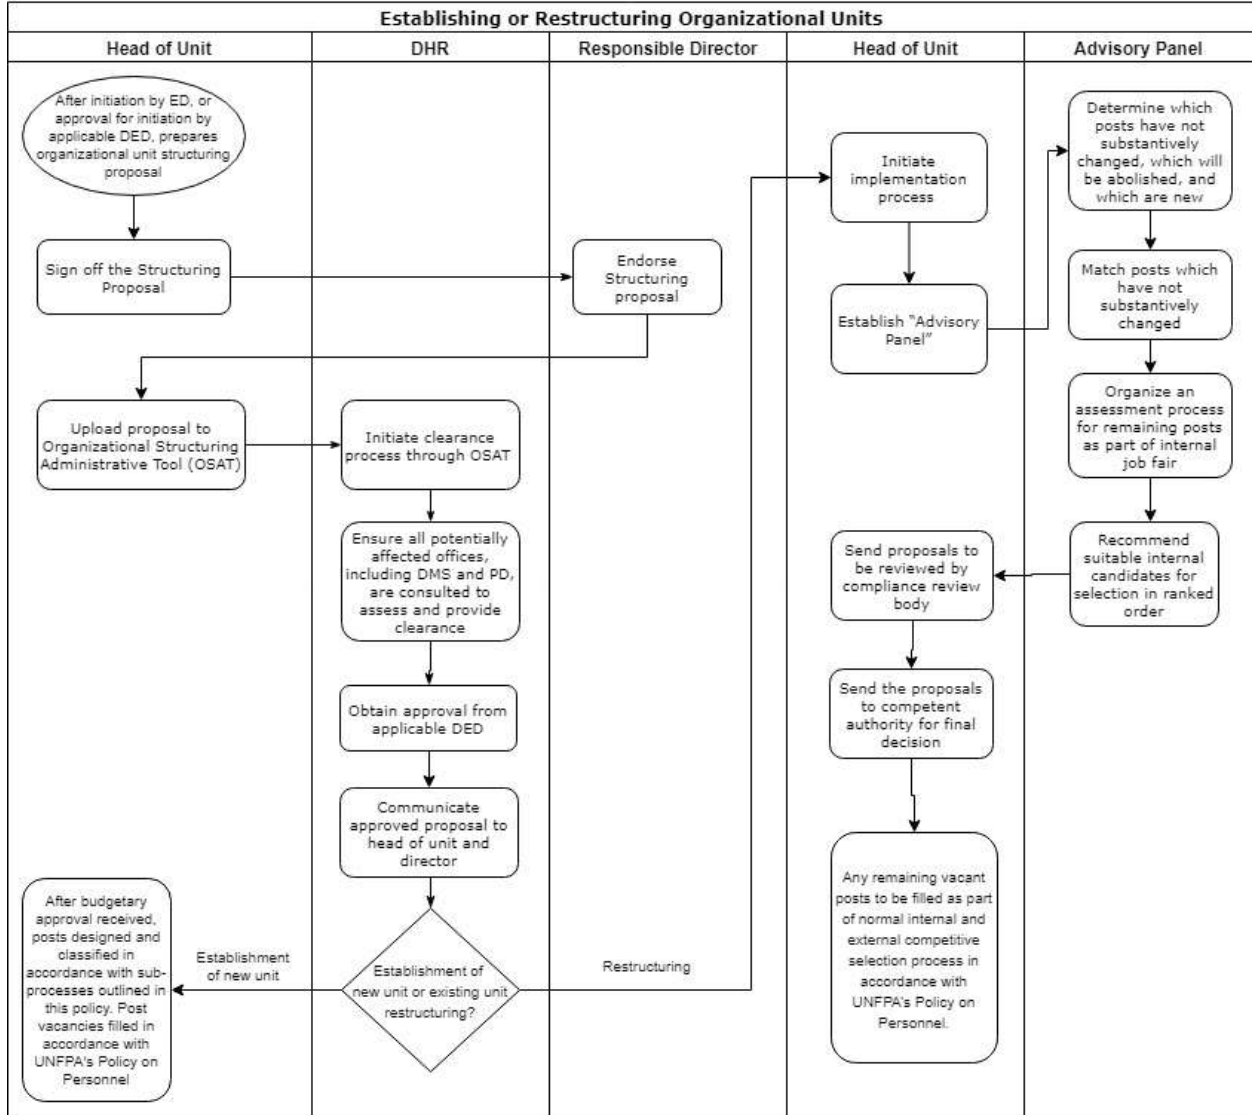 Establishing or Restructuring Organizational Units
Head of Unit
DHR
Responsible Director
Head of Unit
Advisory Panel
After initiation by ED, or
approval for initiation by
applicable DED, prepares
organizational unit structuring
proposal
Sign off the Structuring
Proposal
Endorse
Structuring
proposal
Upload proposal to
Organizational Structuring
Administrative Tool (OSAT)
Initiate clearance
process through OSAT
Ensure all potentially
affected offices,
including DMS and PD,
are consulted to
assess and provide
clearance
Obtain approval from
applicable DED
Communicate
approved proposal to
head of unit and
director
Establishment of
new unit or existing unit
restructuring?
Establishment
of new unit
After budgetary
approval received,
posts designed and
classified in
accordance with sub-
processes outlined in
this policy. Post
vacancies filled in
accordance with
UNFPA's Policy on
Personnel
Restructuring
Initiate
implementation
process
Establish “Advisory
Panel”
Determine which
posts have not
substantively
changed, which will
be abolished, and
which are new
Match posts which
have not
substantively
changed
Organize an
assessment process
for remaining posts
as part of internal
job fair
Recommend
suitable internal
candidates for
selection in ranked
order
Send proposals to
be reviewed by
compliance review
body
Send the proposals
to competent
authority for final
decision
Any remaining vacant
posts to be filled as part
of normal internal and
external competitive
selection process in
accordance with
UNFPA's Policy on
Personnel.